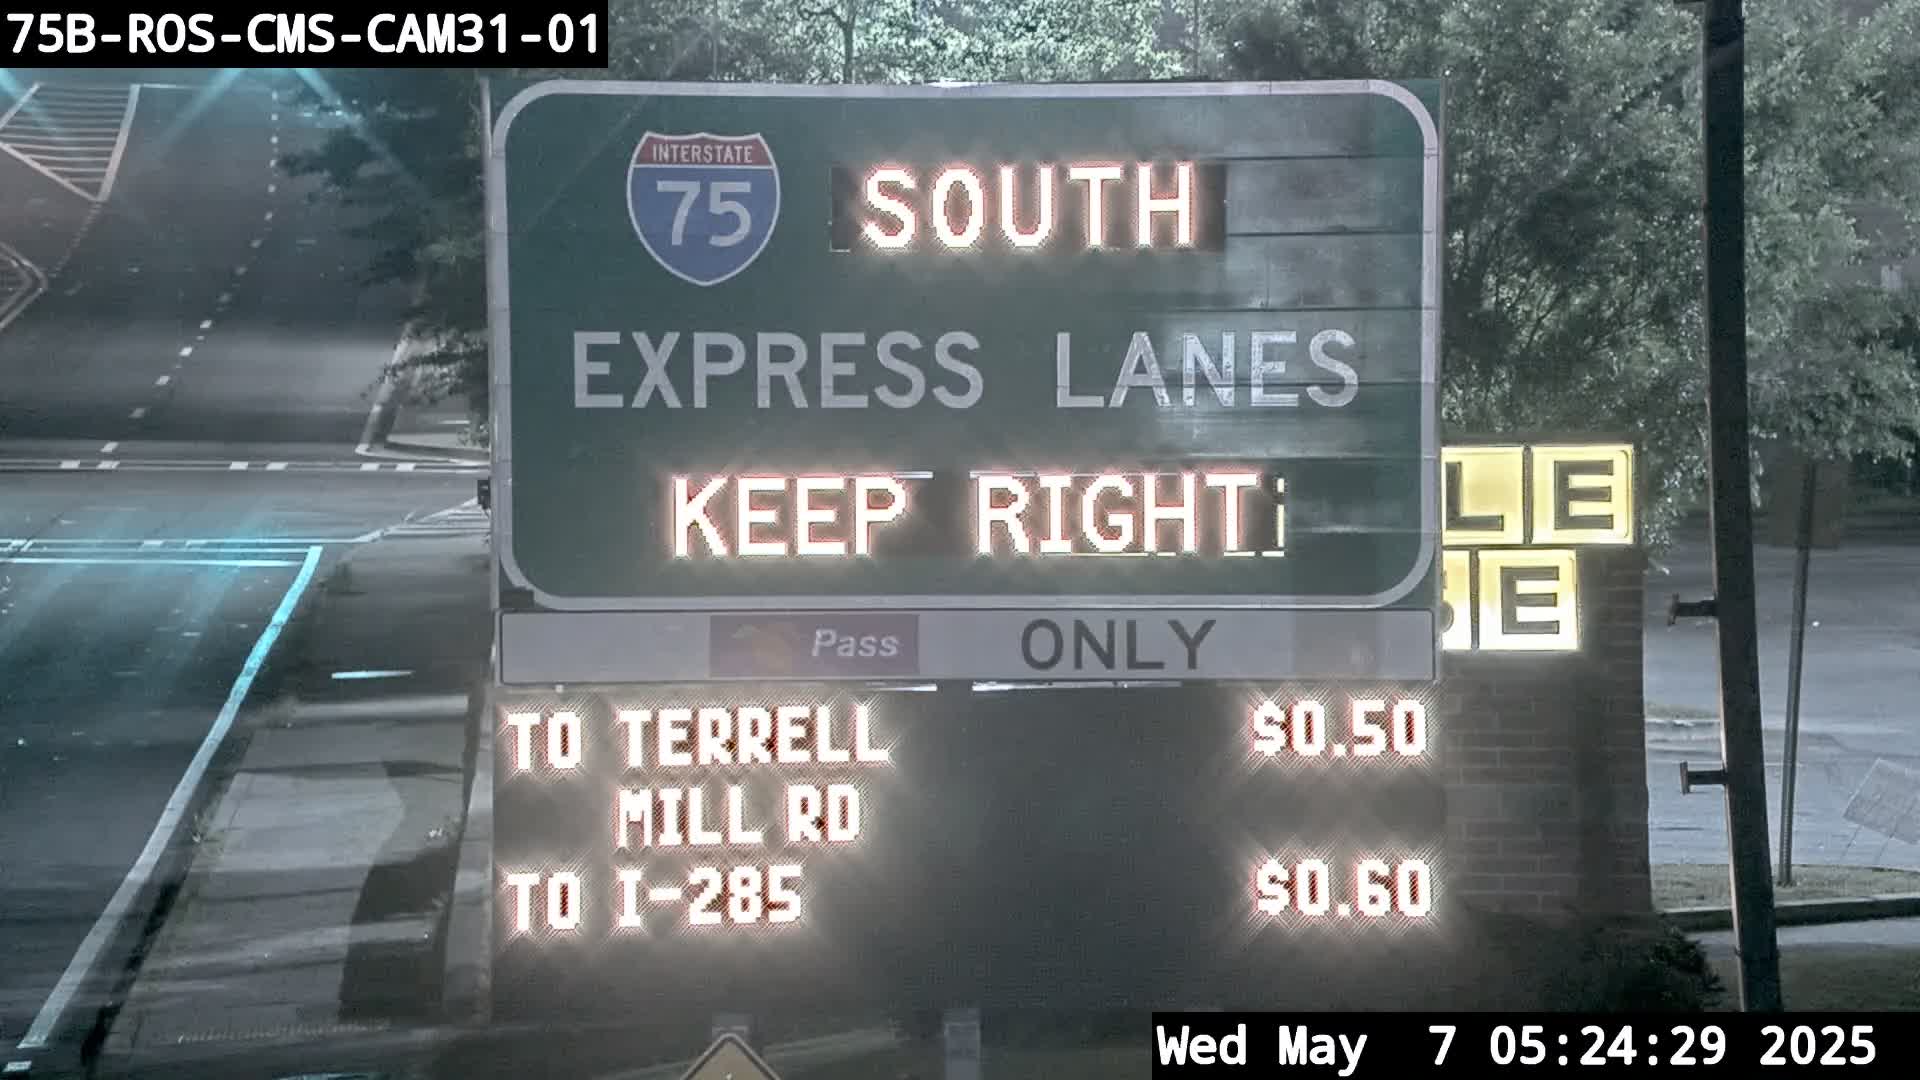 75B-ROS-CMS-CAM31-01
INTERSTATE
75
SOUTH
EXPRESS LANES
KEEP RIGHT
Pass ONLY
TO TERRELL $0.50
MILL RD
TO I-285 $0.60
LE
E
Wed May 7 05:24:29 2025